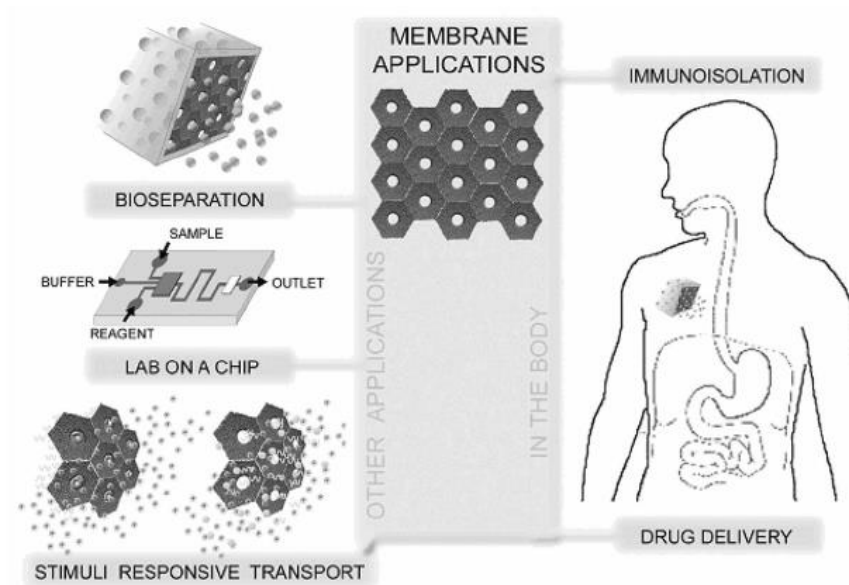 MEMBRANE
APPLICATIONS
IMMUNOISOLATION
BIOSEPARATION
SAMPLE
BUFFER
OUTLET
REAGENT
LAB ON A CHIP
OTHER APPLICATIONS
IN THE BODY
STIMULI RESPONSIVE TRANSPORT
DRUG DELIVERY